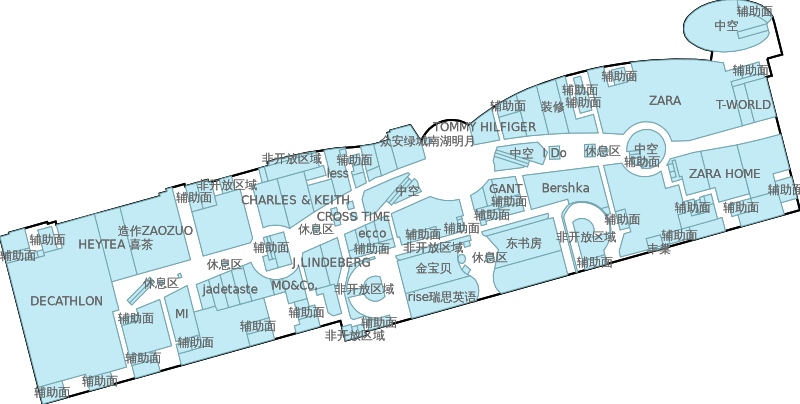 辅助面
中空
辅助面
辅助面
辅助面
辅助面
装修
辅助面
ZARA
T-WORLD
TOMMY HILFIGER
众安绿城南湖明月
中空
I Do
休息区
中空
辅助面
非开放区域
辅助面
less
ZARA HOME
非开放区域
辅助面
中空
GANT
Bershka
辅助面
CHARLES & KEITH
辅助面
辅助面
辅助面
CROSS TIME
辅助面
辅助面
休息区
造作ZAOZUO
ecco
辅助面
辅助面
非开放区域
辅助面
HEYTEA 喜茶
辅助面
辅助面
非开放区域
东书房
丰集
辅助面
休息区
休息区
J.LINDEBERG
金宝贝
辅助面
休息区
jadetaste
MO&Co.
非开放区域
rise瑞思英语
DECATHLON
MI
辅助面
辅助面
辅助面
辅助面
非开放区域
辅助面
辅助面
辅助面
辅助面